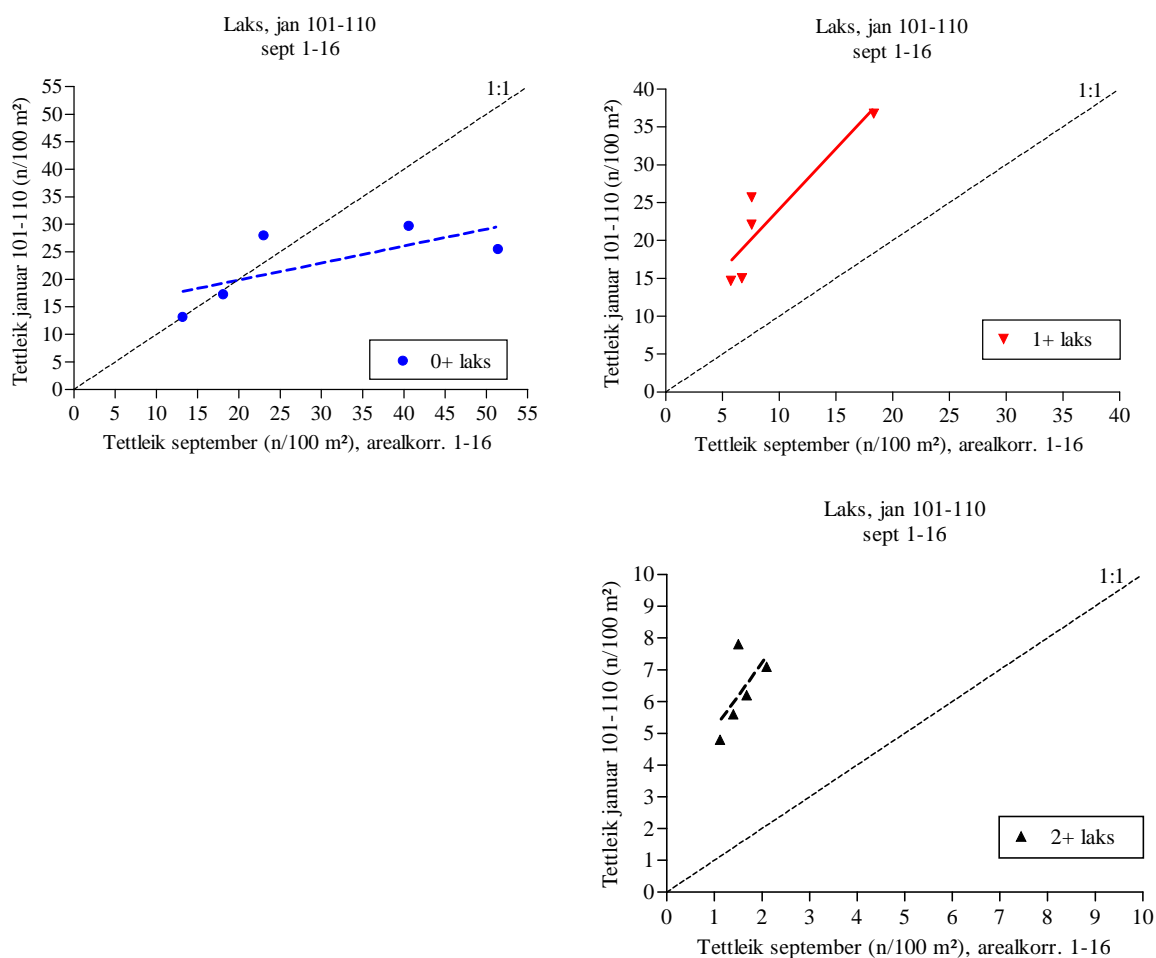 Laks, jan 101-110
sept 1-16
Tettleik januar 101-110 (n/100 m²)
55
50
45
40
35
30
25
20
15
10
5
0
1:1
0+ laks
0 5 10 15 20 25 30 35 40 45 50 55
Tettleik september (n/100 m²), arealkorr. 1-16
Laks, jan 101-110
sept 1-16
Tettleik januar 101-110 (n/100 m²)
40
35
30
25
20
15
10
5
0
1:1
1+ laks
0 5 10 15 20 25 30 35 40
Tettleik september (n/100 m²), arealkorr. 1-16
Laks, jan 101-110
sept 1-16
Tettleik januar 101-110 (n/100 m²)
10
9
8
7
6
5
4
3
2
1
0
1:1
2+ laks
0 1 2 3 4 5 6 7 8 9 10
Tettleik september (n/100 m²), arealkorr. 1-16